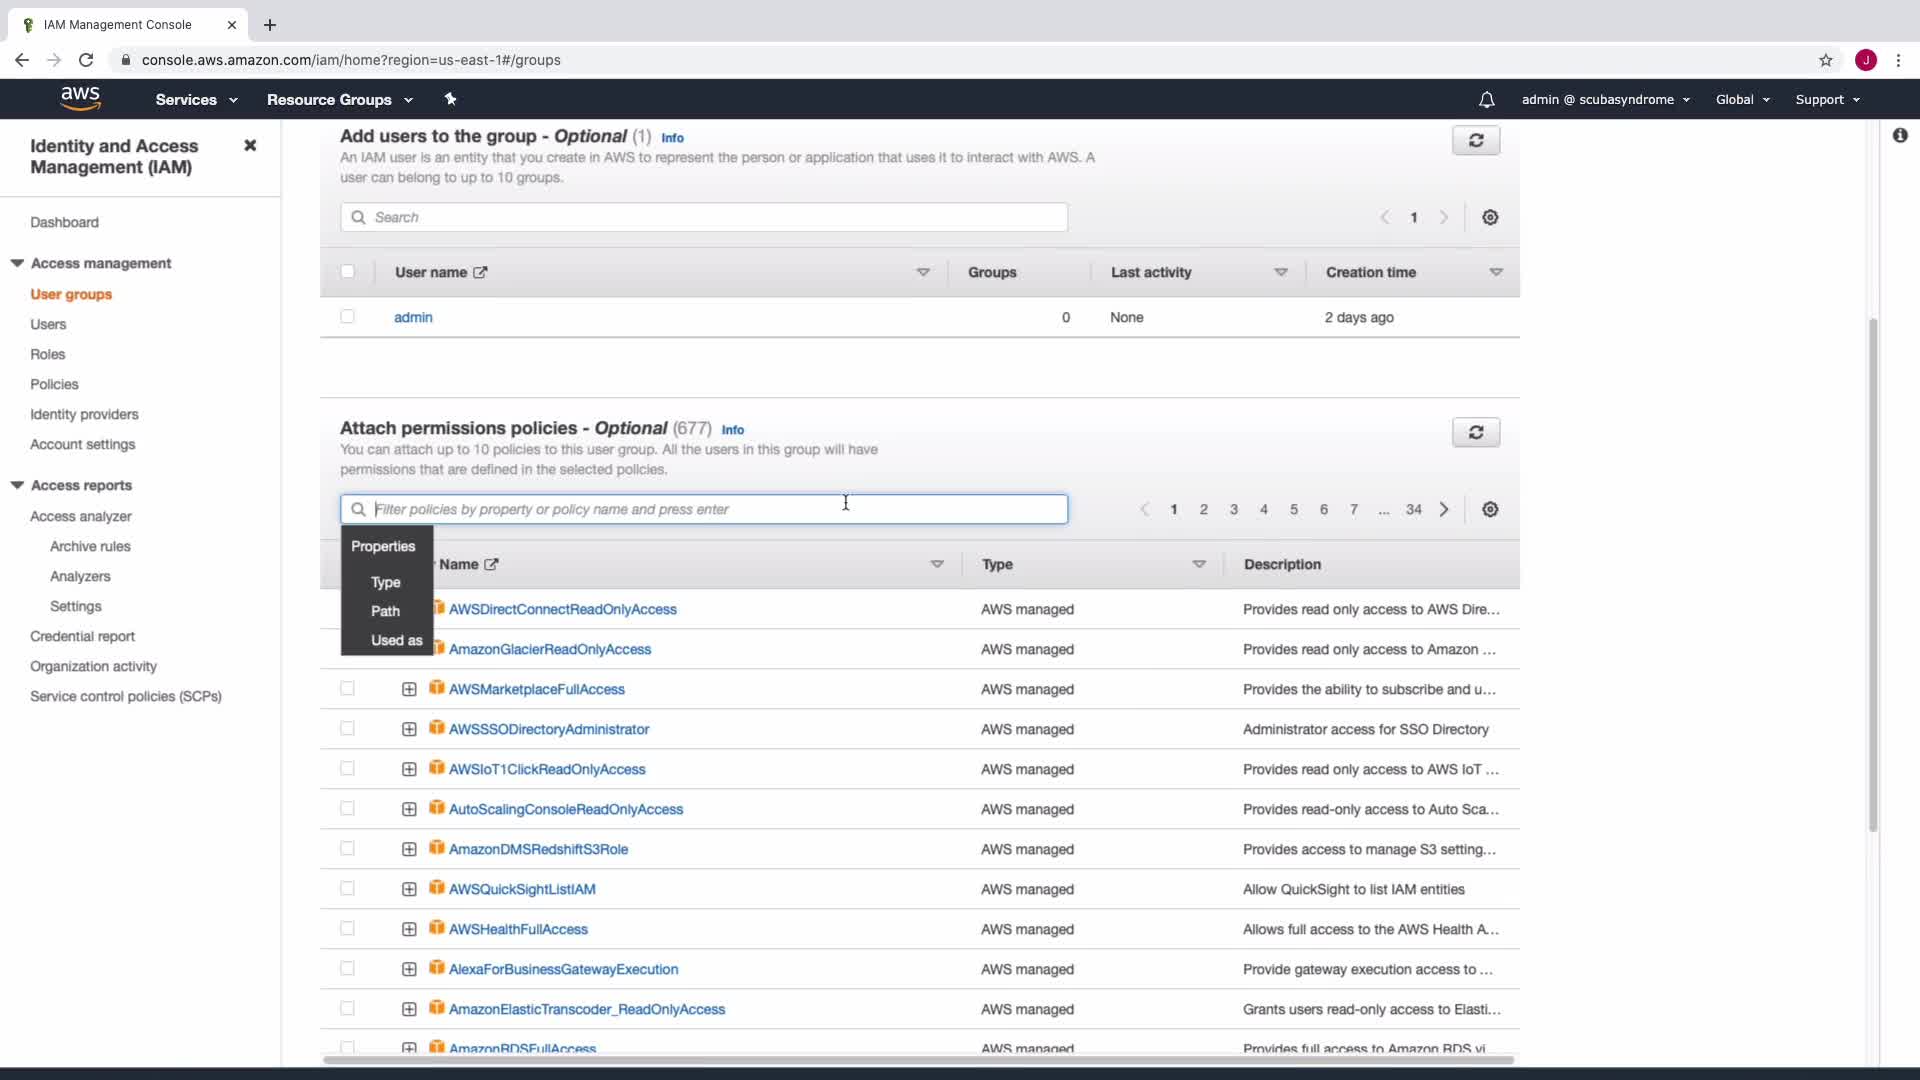 IAM Management Console
console.aws.amazon.com/iam/home?region=us-east-1#/groups
J
aws
Services
Resource Groups
admin @ scubasyndrome
Global
Support
Identity and Access
Management (IAM)
Dashboard
Access management
User groups
Users
Roles
Policies
Identity providers
Account settings
Access reports
Access analyzer
Archive rules
Analyzers
Settings
Credential report
Organization activity
Service control policies (SCPs)
Add users to the group - Optional (1) Info
An IAM user is an entity that you create in AWS to represent the person or application that uses it to interact with AWS. A
user can belong to up to 10 groups.
Search
1
User name Groups Last activity Creation time
admin 0 None 2 days ago
Attach permissions policies - Optional (677) Info
You can attach up to 10 policies to this user group. All the users in this group will have
permissions that are defined in the selected policies.
Filter policies by property or policy name and press enter
1 2 3 4 5 6 7 ... 34
Properties
Type
Path
Used as
Name Type Description
AWSDirectConnectReadOnlyAccess AWS managed Provides read only access to AWS Dire...
AmazonGlacierReadOnlyAccess AWS managed Provides read only access to Amazon ...
AWSMarketplaceFullAccess AWS managed Provides the ability to subscribe and u...
AWSSSODirectoryAdministrator AWS managed Administrator access for SSO Directory
AWSIoT1ClickReadOnlyAccess AWS managed Provides read only access to AWS IoT ...
AutoScalingConsoleReadOnlyAccess AWS managed Provides read-only access to Auto Sca...
AmazonDMSRedshiftS3Role AWS managed Provides access to manage S3 setting...
AWSQuickSightListIAM AWS managed Allow QuickSight to list IAM entities
AWSHealthFullAccess AWS managed Allows full access to the AWS Health A...
AlexaForBusinessGatewayExecution AWS managed Provide gateway execution access to ...
AmazonElasticTranscoder_ReadOnlyAccess AWS managed Grants users read-only access to Elasti...
AmazonRDSFullAccess AWS managed Provides full access to Amazon RDS vi...